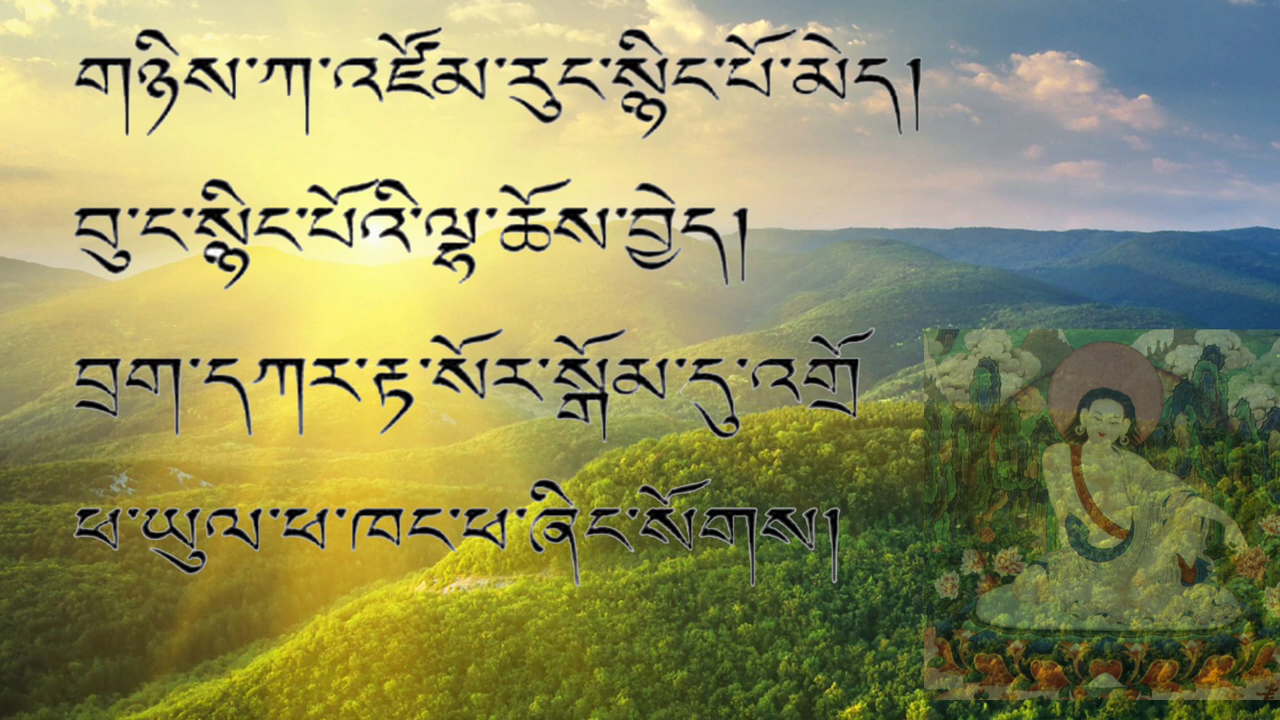 གཉིས་ཀ་འཛོམ་རུང་སྙིང་པོ་མེད།
བུ་ང་སྙིང་པོའི་ལྷ་ཆོས་བྱེད།
བྲག་དཀར་རྟ་སོར་སྒོམ་དུ་འགྲོ
ཕ་ཡུལ་ཕ་ཁང་ཕ་ཞིང་སོགས།